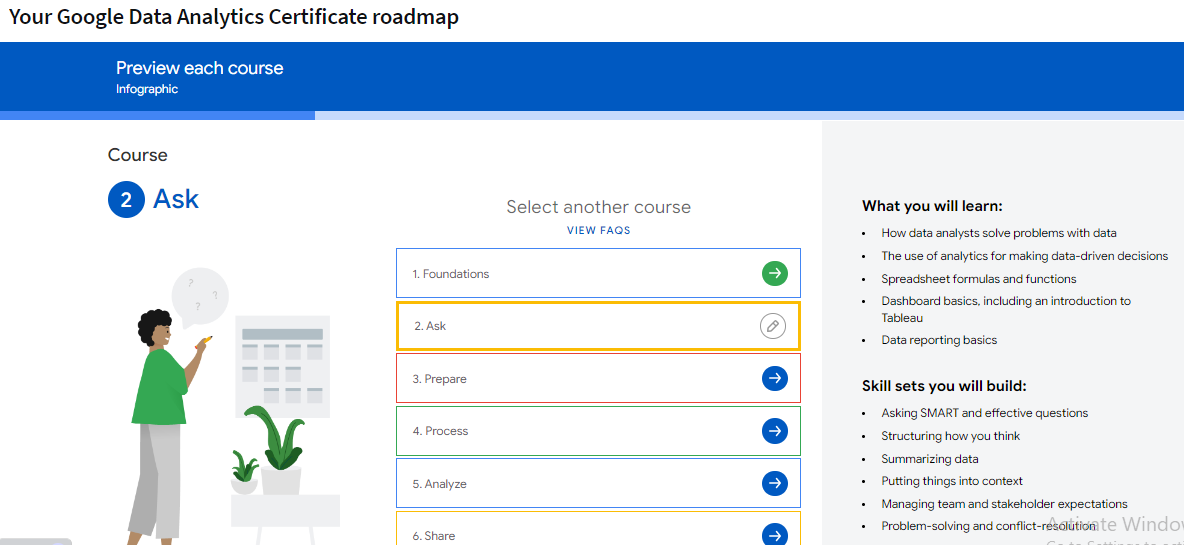 Your Google Data Analytics Certificate roadmap
Preview each course
Infographic
Course
2 Ask
Select another course
VIEW FAQS
1. Foundations
2. Ask
3. Prepare
4. Process
5. Analyze
6. Share
What you will learn:
• How data analysts solve problems with data
• The use of analytics for making data-driven decisions
• Spreadsheet formulas and functions
• Dashboard basics, including an introduction to
Tableau
• Data reporting basics
Skill sets you will build:
• Asking SMART and effective questions
• Structuring how you think
• Summarizing data
• Putting things into context
• Managing team and stakeholder expectations
• Problem-solving and conflict-resolution
? ? ?
Activate Window
Go to Settings to acti